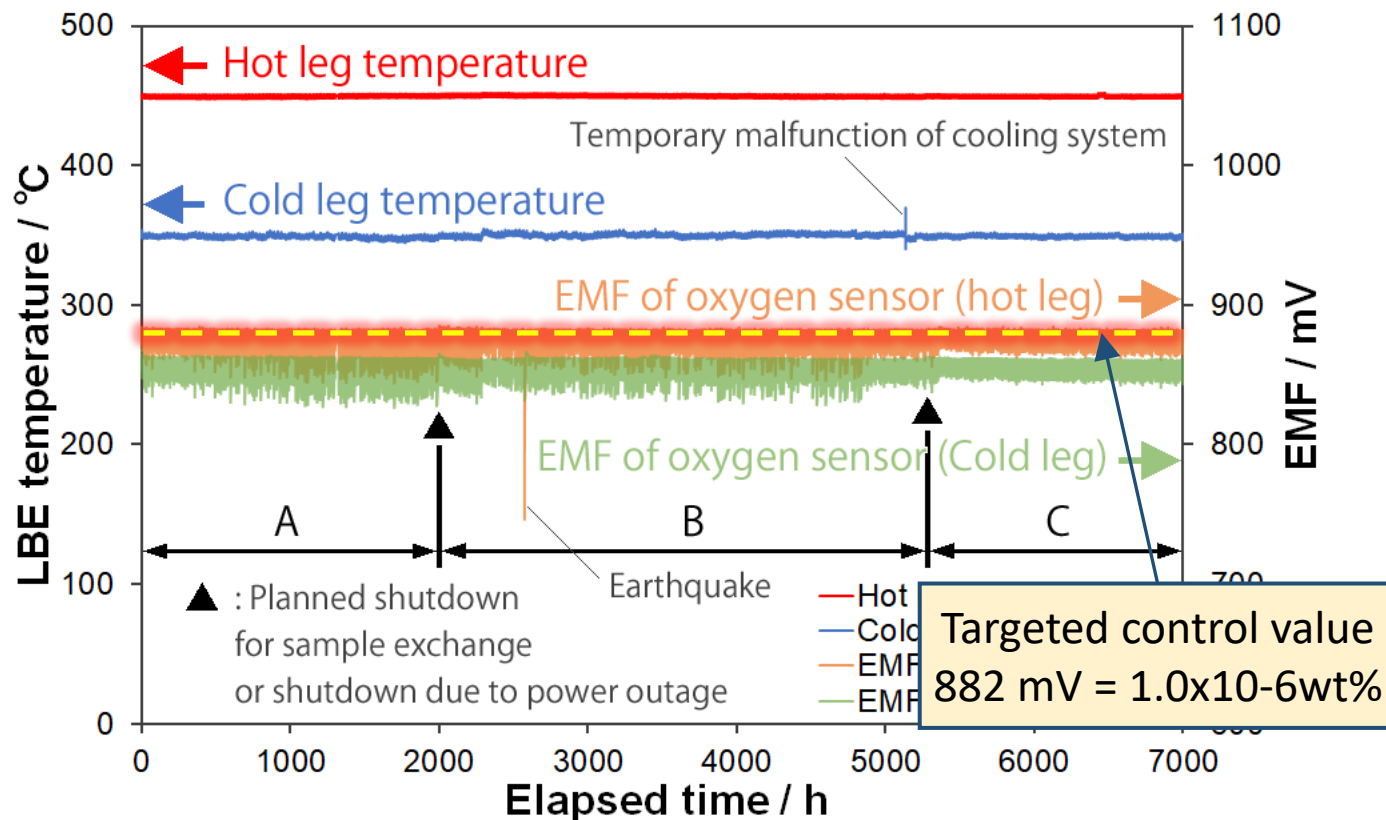 500
400
300
200
100
0
LBE temperature / °C
1100
1000
900
800
EMF / mV
Hot leg temperature
Temporary malfunction of cooling system
Cold leg temperature
EMF of oxygen sensor (hot leg)
EMF of oxygen sensor (Cold leg)
A
B
C
Earthquake
▲ : Planned shutdown
for sample exchange
or shutdown due to power outage
Hot
Cold
EMF
EMF
Targeted control value
882 mV = 1.0x10-6wt%
0 1000 2000 3000 4000 5000 6000 7000
Elapsed time / h